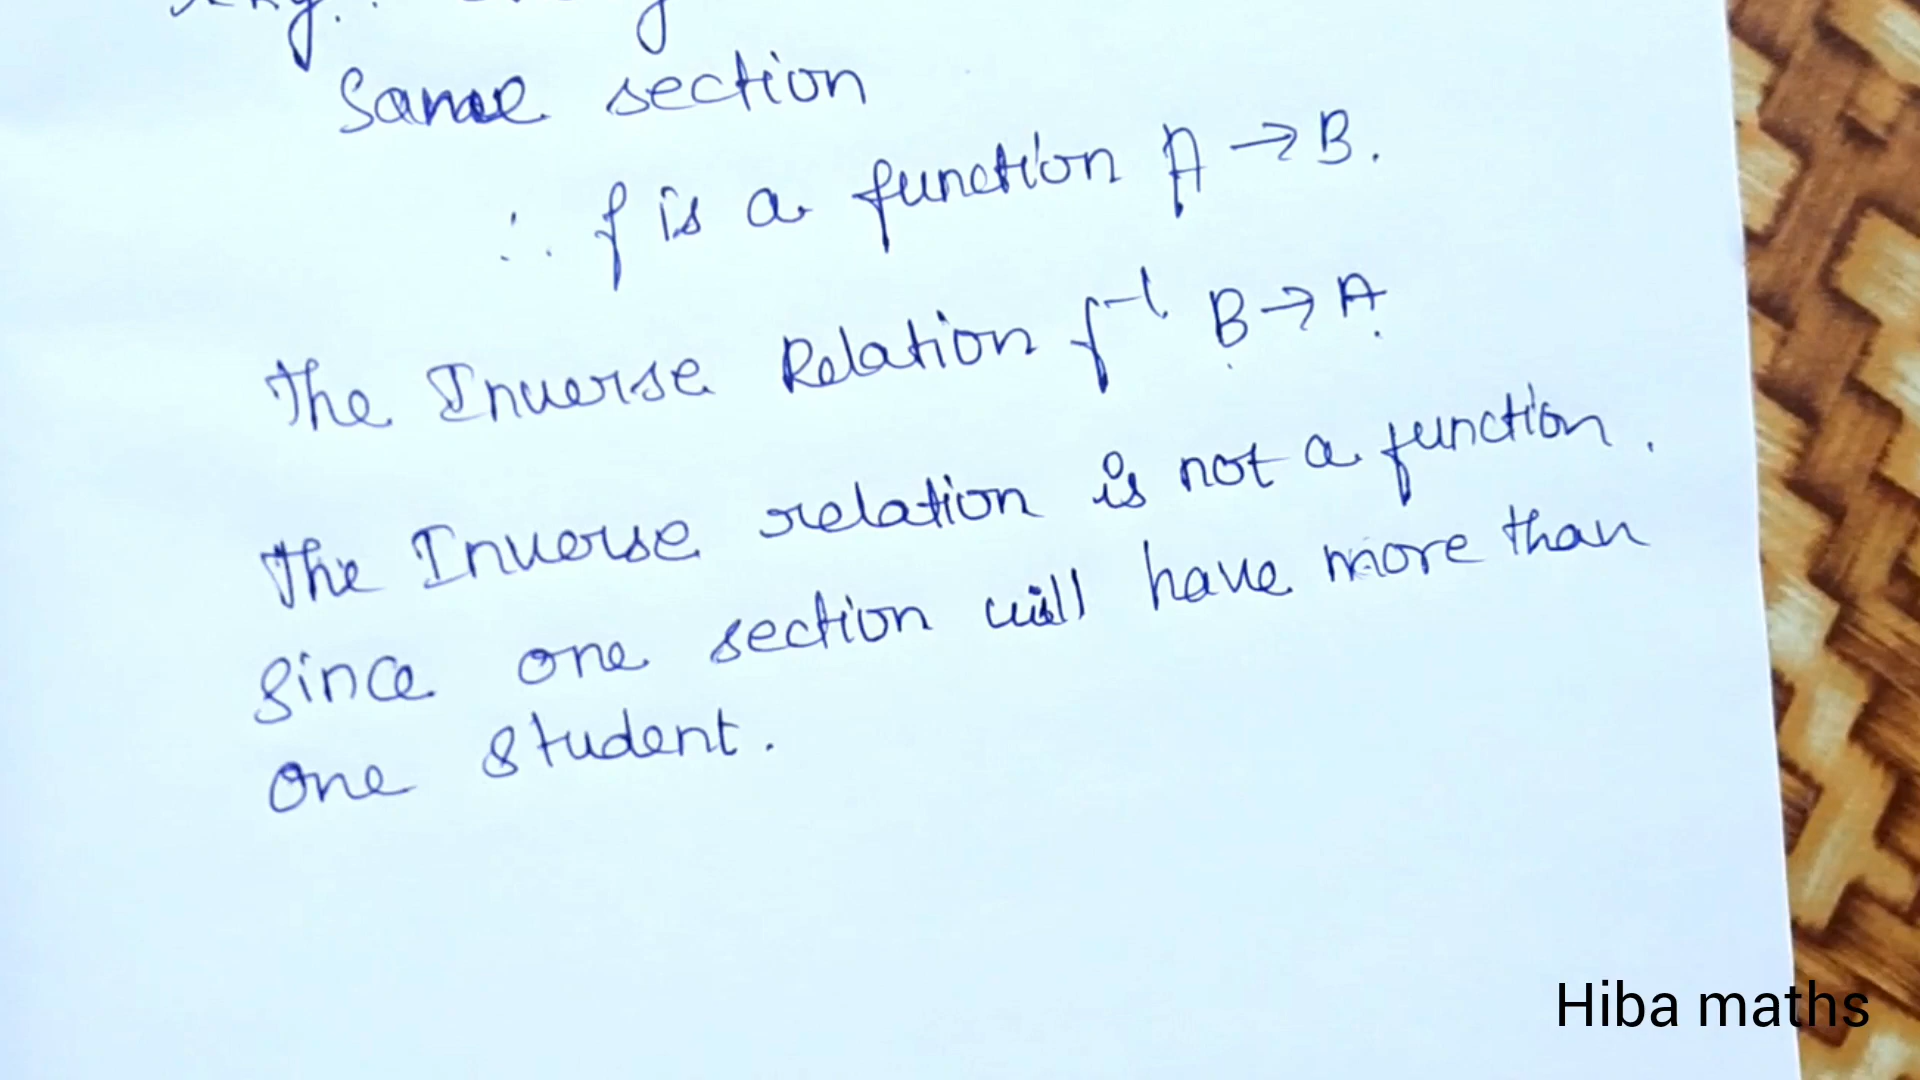 Same section
∴ f is a function A → B.
The Inverse Relation f⁻¹ B → A
The Inverse relation is not a function.
Since one section will have more than
one student.
Hiba maths